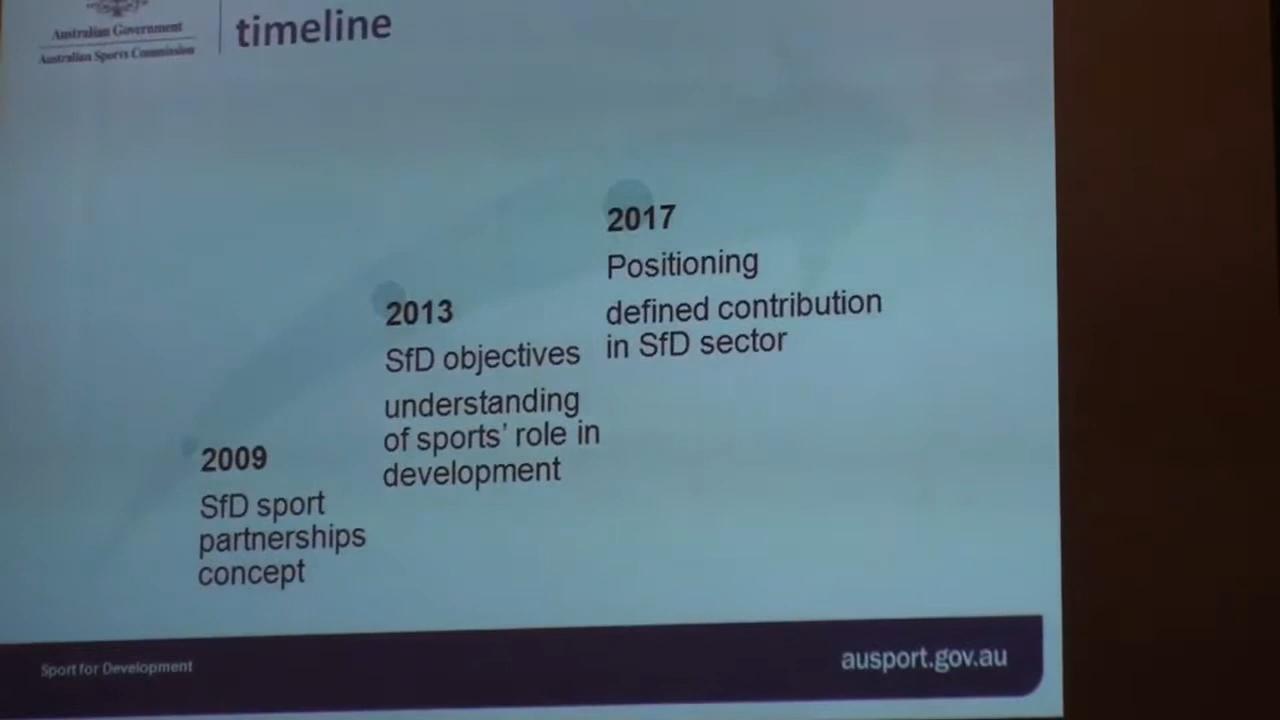 Australian Government
Australian Sports Commission
timeline
2017
Positioning
defined contribution
in SfD sector
2013
SfD objectives
understanding
of sports' role in
development
2009
SfD sport
partnerships
concept
Sport for Development
ausport.gov.au